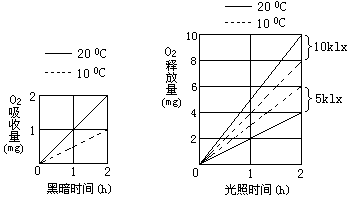 20 ⁰C
10 ⁰C
O₂
吸收量
(mg)
2
1
0
1
2
黑暗时间(h)
20 ⁰C
10 ⁰C
O₂
释放量
(mg)
10
8
6
4
2
0
1
2
10klx
5klx
光照时间(h)